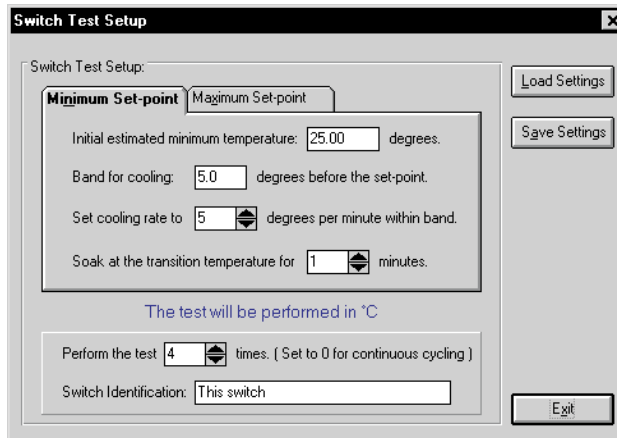 Switch Test Setup
Switch Test Setup:
Minimum Set-point
Maximum Set-point
Initial estimated minimum temperature: 25.00 degrees.
Band for cooling: 5.0 degrees before the set-point.
Set cooling rate to 5 degrees per minute within band.
Soak at the transition temperature for 1 minutes.
The test will be performed in °C
Perform the test 4 times. ( Set to 0 for continuous cycling )
Switch Identification: This switch
Load Settings
Save Settings
Exit